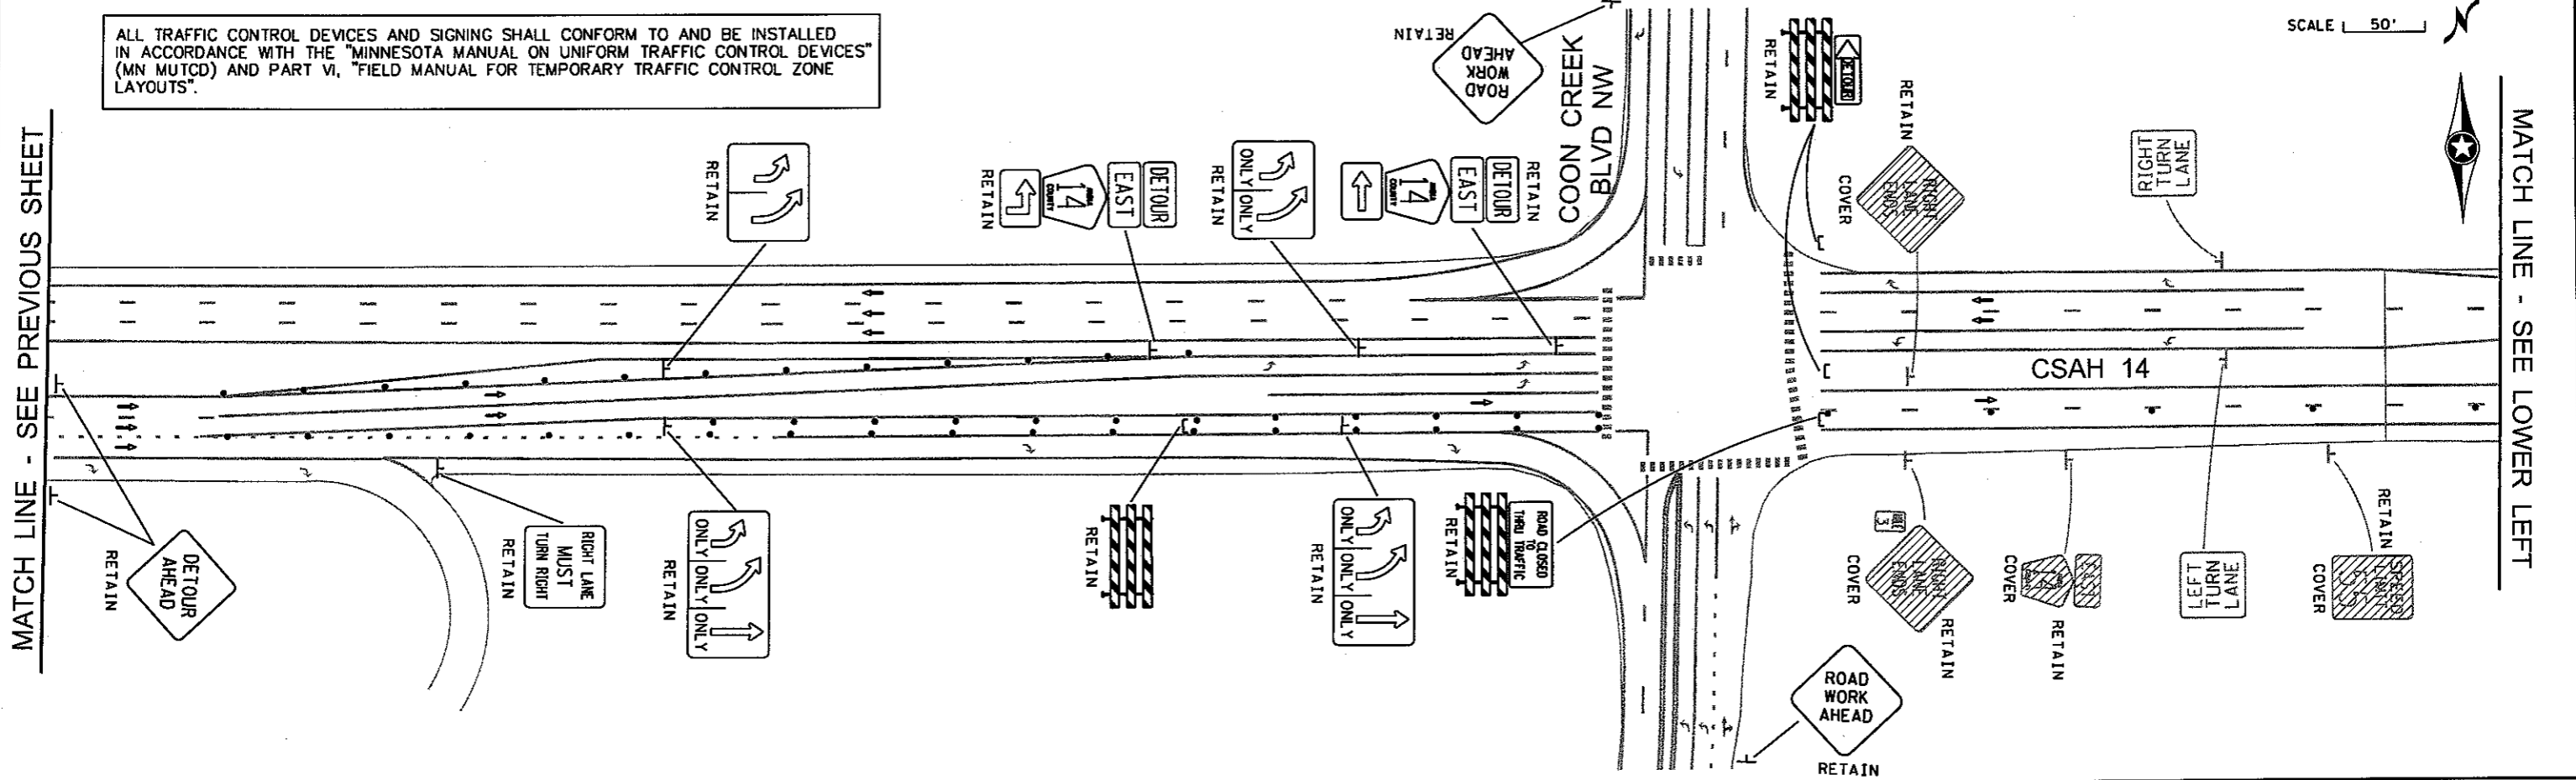 ALL TRAFFIC CONTROL DEVICES AND SIGNING SHALL CONFORM TO AND BE INSTALLED
IN ACCORDANCE WITH THE "MINNESOTA MANUAL ON UNIFORM TRAFFIC CONTROL DEVICES"
(MN MUTCD) AND PART VI, "FIELD MANUAL FOR TEMPORARY TRAFFIC CONTROL ZONE
LAYOUTS".
SCALE 50'
N
MATCH LINE - SEE PREVIOUS SHEET
RETAIN
DETOUR
EAST
COUNTY
14
RETAIN
ONLY
ONLY
RETAIN
DETOUR
EAST
COUNTY
14
RETAIN
ROAD
WORK
AHEAD
RETAIN
COON CREEK
BLVD NW
DETOUR
RETAIN
RETAIN
RIGHT
LANE
ENDS
COVER
RIGHT
TURN
LANE
MATCH LINE - SEE LOWER LEFT
CSAH 14
DETOUR
AHEAD
RETAIN
RIGHT LANE
MUST
TURN RIGHT
RETAIN
ONLY
ONLY
ONLY
RETAIN
RETAIN
ONLY
ONLY
ONLY
RETAIN
ROAD CLOSED
TO
THRU TRAFFIC
RETAIN
RIGHT
LANE
ENDS
COVER
RETAIN
14
COVER
RETAIN
LEFT
TURN
LANE
RETAIN
SPEED
LIMIT
COVER
ROAD
WORK
AHEAD
RETAIN